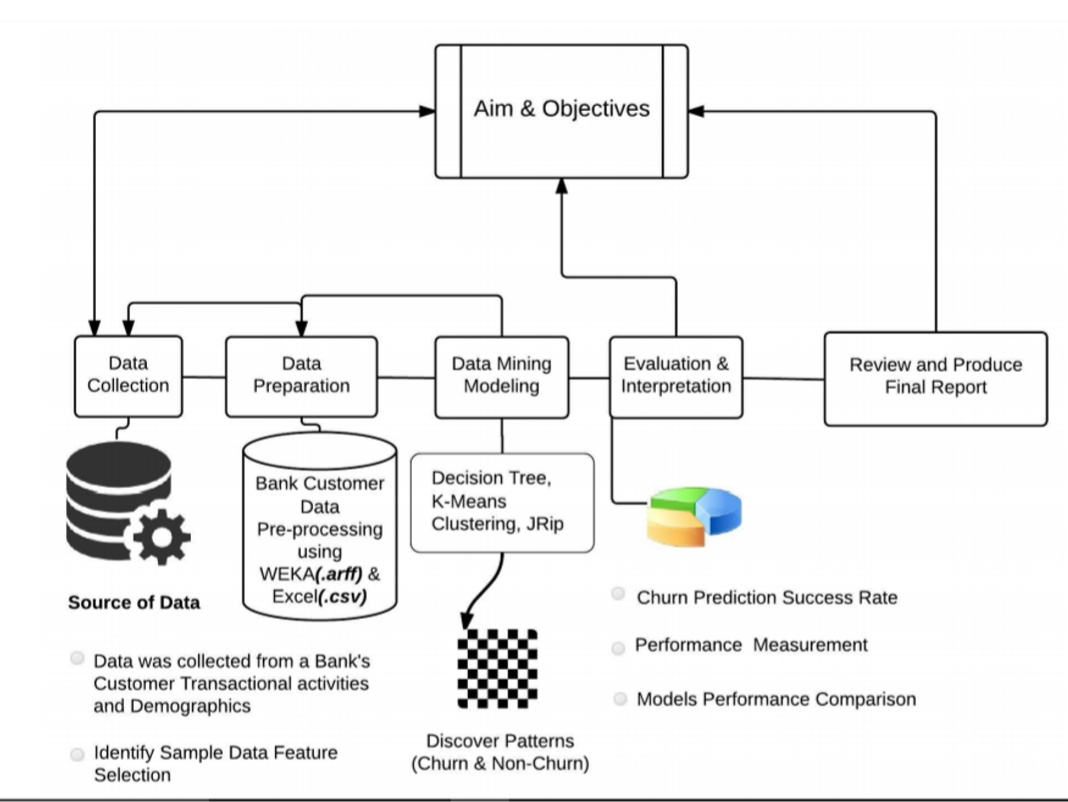 Aim & Objectives
Data
Collection
Data
Preparation
Data Mining
Modeling
Evaluation &
Interpretation
Review and Produce
Final Report
Bank Customer
Data
Pre-processing
using
WEKA(.arff) &
Excel(.csv)
Decision Tree,
K-Means
Clustering, JRip
Source of Data
Data was collected from a Bank's
Customer Transactional activities
and Demographics
Identify Sample Data Feature
Selection
Discover Patterns
(Churn & Non-Churn)
Churn Prediction Success Rate
Performance Measurement
Models Performance Comparison